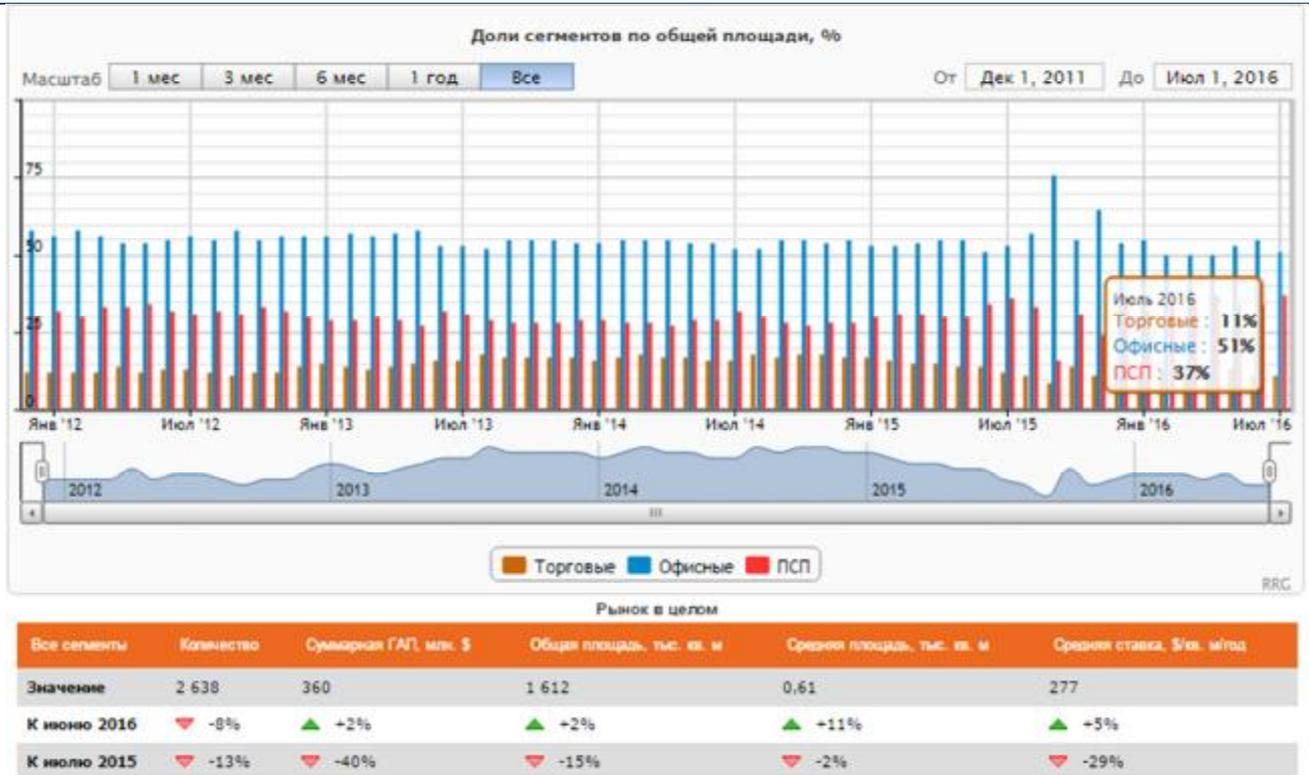 Доли сегментов по общей площади, %
Масштаб 1 мес 3 мес 6 мес 1 год Все От Дек 1, 2011 До Июл 1, 2016
75
50
25
0
Июль 2016
Торговые : 11%
Офисные : 51%
ПСП : 37%
Янв '12 Июл '12 Янв '13 Июл '13 Янв '14 Июл '14 Янв '15 Июл '15 Янв '16 Июл '16
2012 2013 2014 2015 2016
Торговые Офисные ПСП
RRG
Рынок в целом
Все сегменты Количество Суммарная ГАП, млн. $ Общая площадь, тыс. кв. м Средняя площадь, тыс. кв. м Средняя ставка, $/кв. м/год
Значение 2 638 360 1 612 0,61 277
К июню 2016 -8% +2% +2% +11% +5%
К июлю 2015 -13% -40% -15% -2% -29%